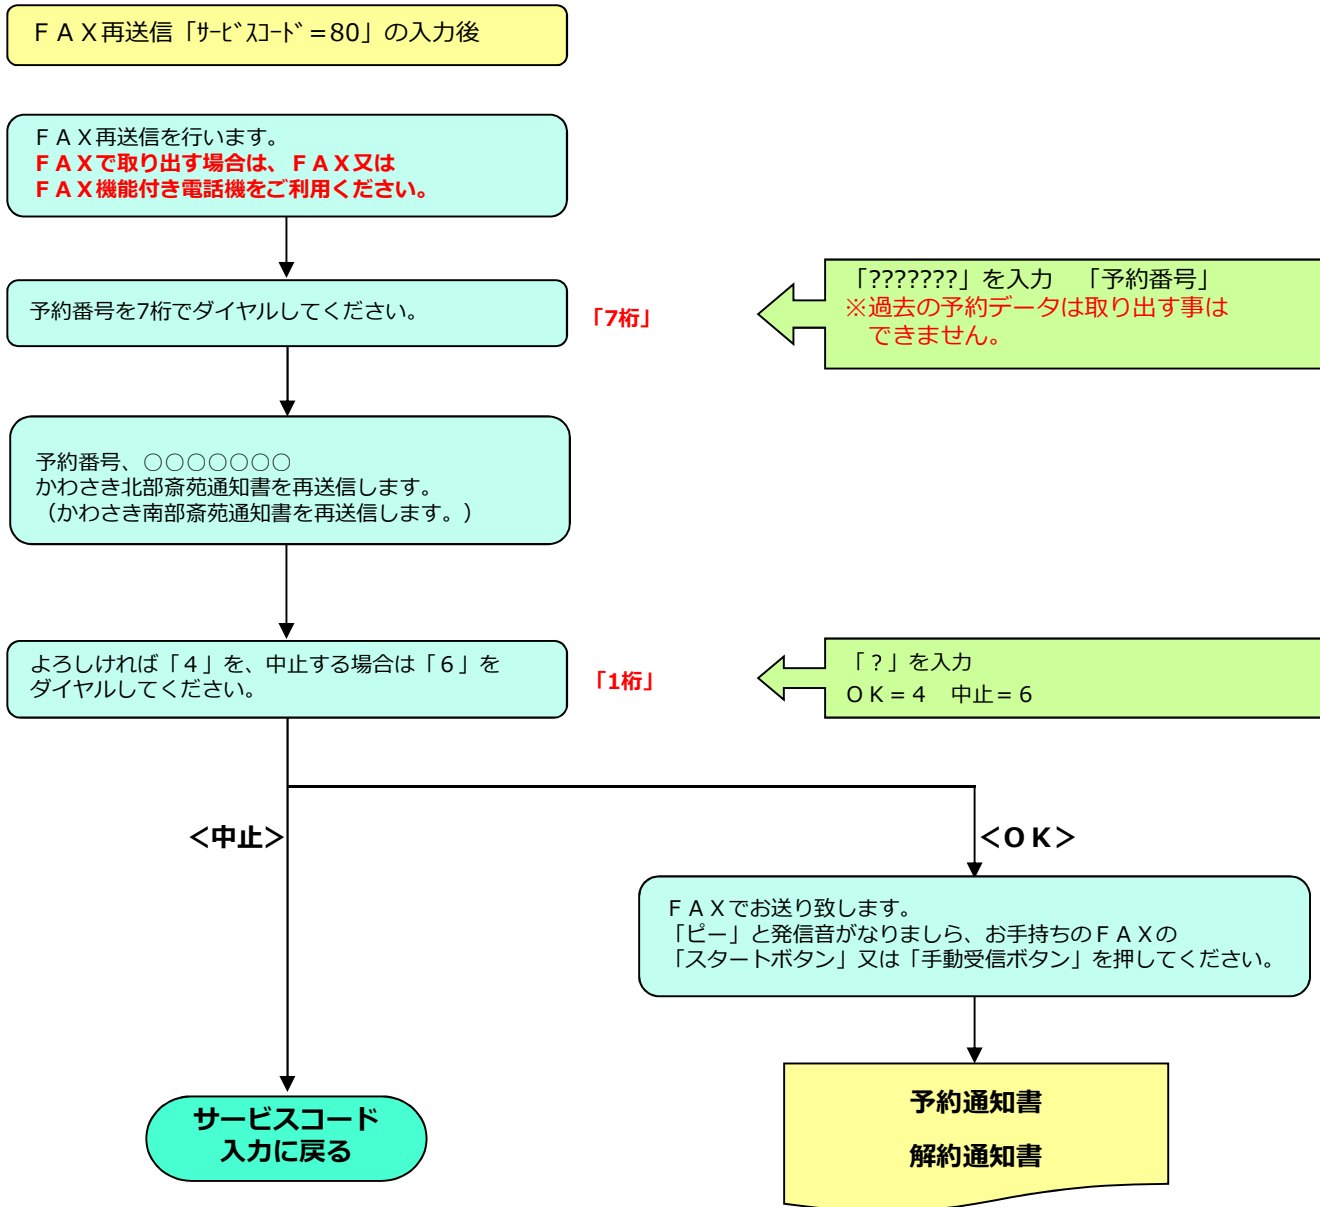 ＦＡＸ再送信「ｻｰﾋﾞｽｺｰﾄﾞ=80」の入力後
ＦＡＸ再送信を行います。
ＦＡＸで取り出す場合は、ＦＡＸ又は
ＦＡＸ機能付き電話機をご利用ください。
予約番号を7桁でダイヤルしてください。
「7桁」
「???????」を入力　「予約番号」
※過去の予約データは取り出す事は
できません。
予約番号、○○○○○○○
かわさき北部斎苑通知書を再送信します。
（かわさき南部斎苑通知書を再送信します。）
よろしければ「４」を、中止する場合は「６」を
ダイヤルしてください。
「1桁」
「？」を入力
ＯＫ＝４　中止＝６
＜中止＞
＜ＯＫ＞
ＦＡＸでお送り致します。
「ピー」と発信音がなりましら、お手持ちのＦＡＸの
「スタートボタン」又は「手動受信ボタン」を押してください。
サービスコード
入力に戻る
予約通知書
解約通知書